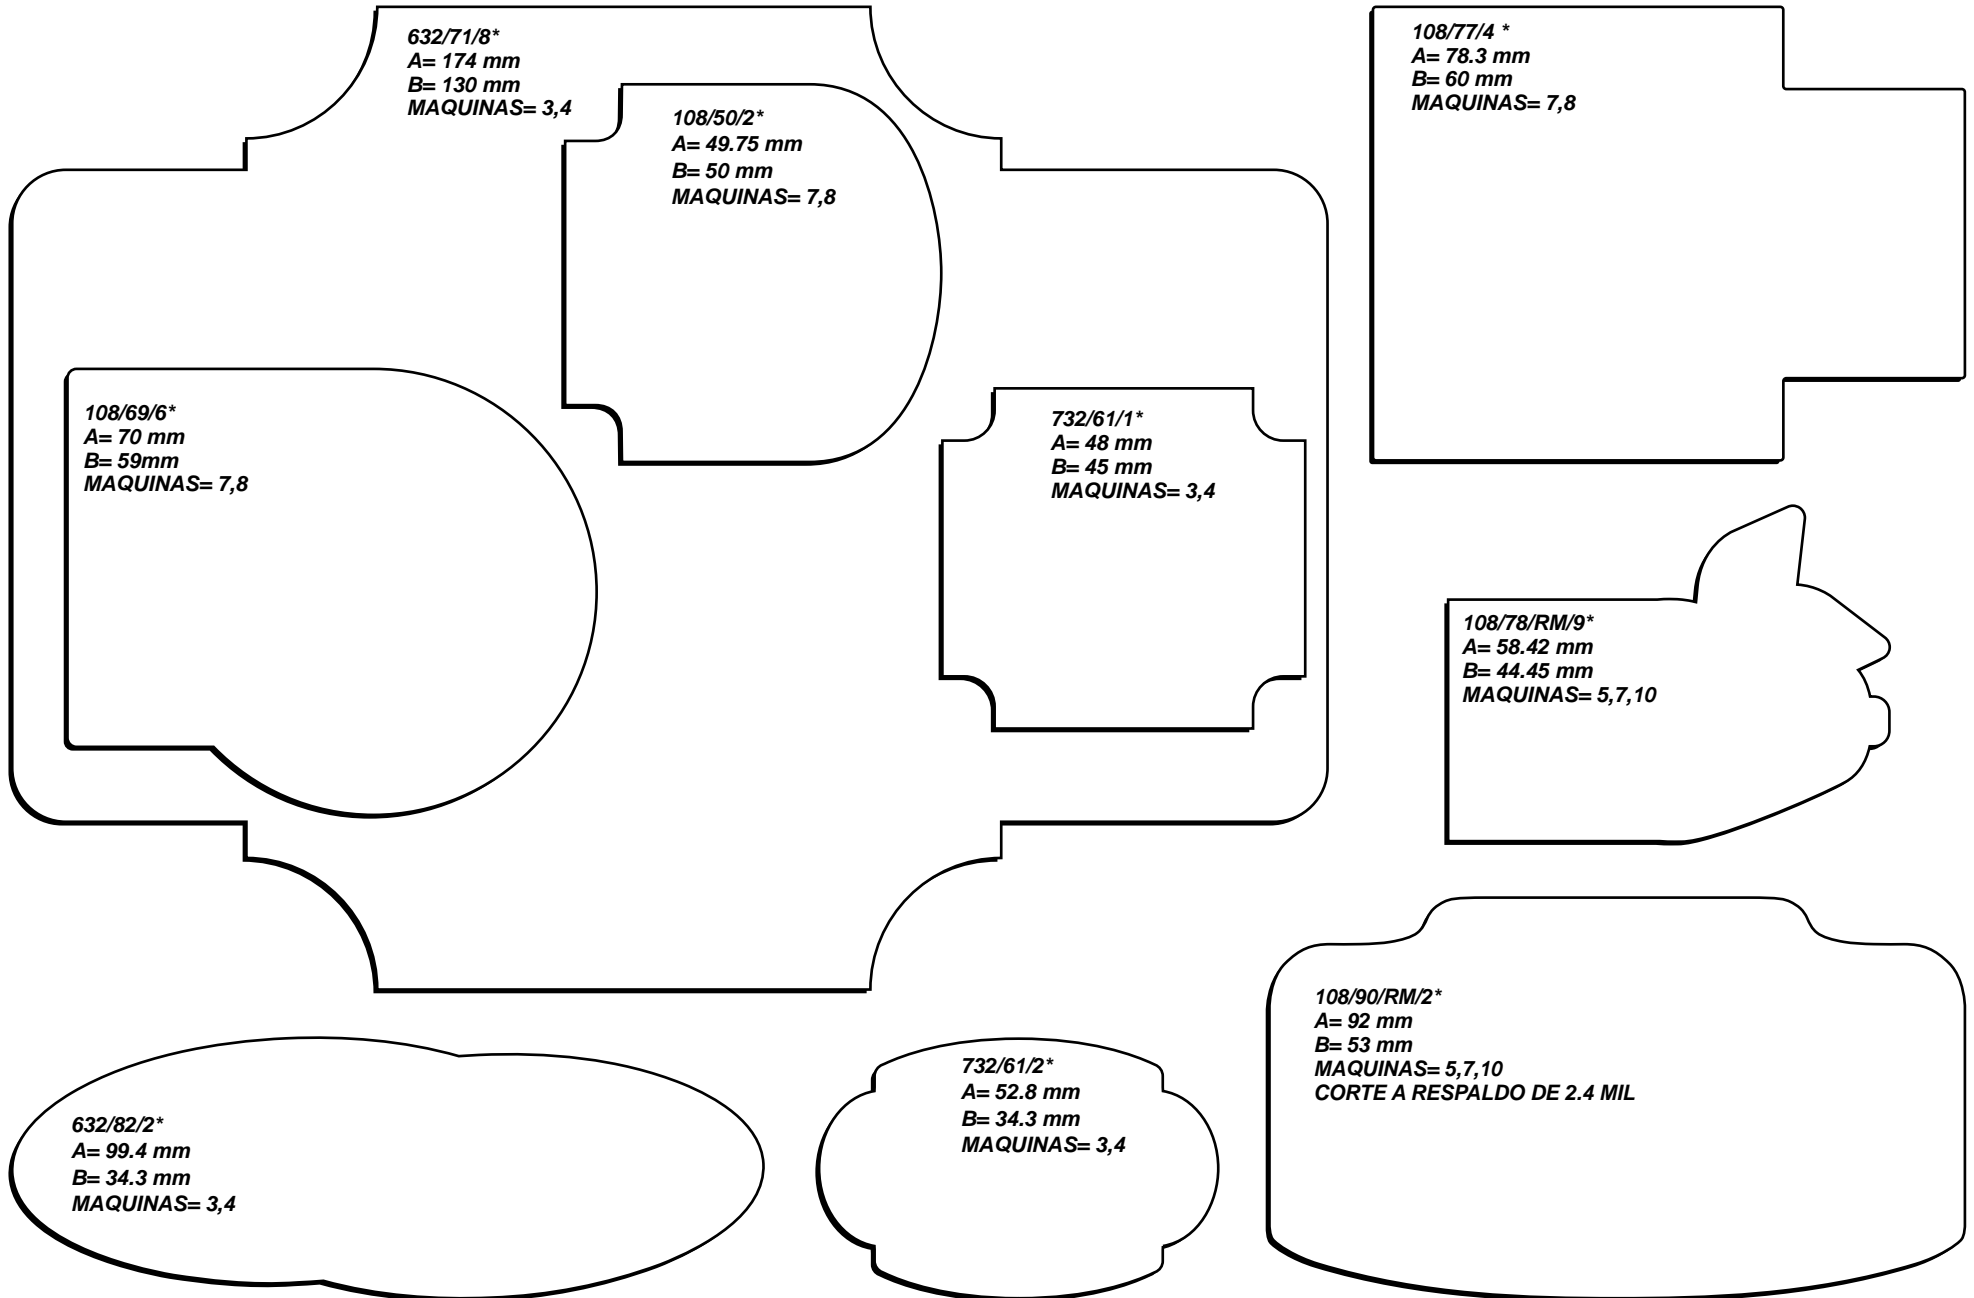 632/71/8*
A= 174 mm
B= 130 mm
MAQUINAS= 3,4
108/50/2*
A= 49.75 mm
B= 50 mm
MAQUINAS= 7,8
108/77/4 *
A= 78.3 mm
B= 60 mm
MAQUINAS= 7,8
108/69/6*
A= 70 mm
B= 59mm
MAQUINAS= 7,8
732/61/1*
A= 48 mm
B= 45 mm
MAQUINAS= 3,4
108/78/RM/9*
A= 58.42 mm
B= 44.45 mm
MAQUINAS= 5,7,10
632/82/2*
A= 99.4 mm
B= 34.3 mm
MAQUINAS= 3,4
732/61/2*
A= 52.8 mm
B= 34.3 mm
MAQUINAS= 3,4
108/90/RM/2*
A= 92 mm
B= 53 mm
MAQUINAS= 5,7,10
CORTE A RESPALDO DE 2.4 MIL